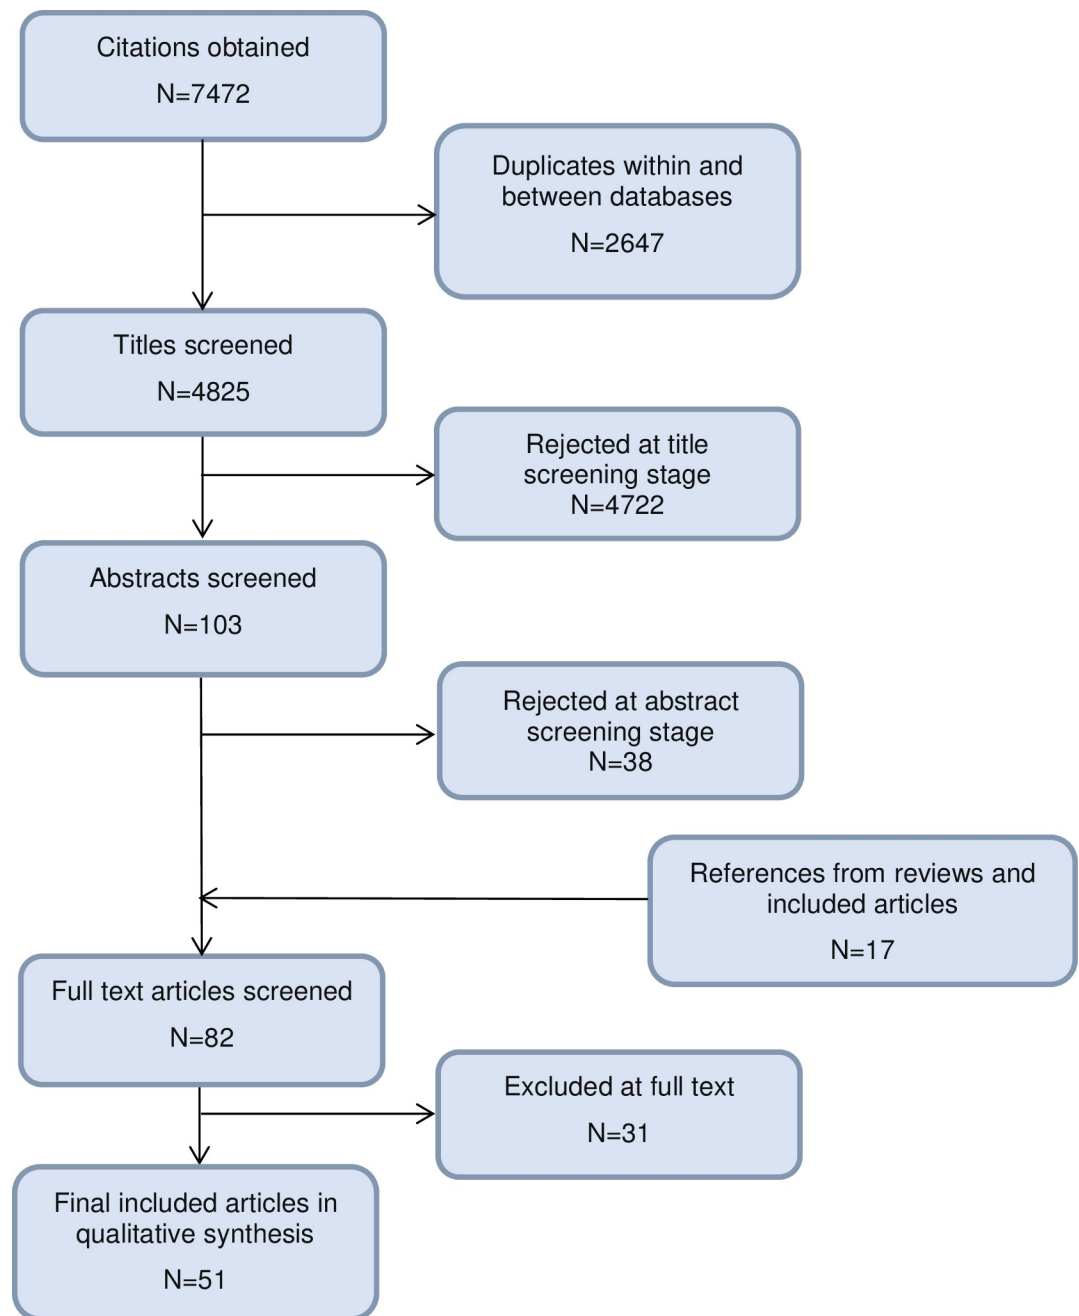 Citations obtained
N=7472
Duplicates within and
between databases
N=2647
Titles screened
N=4825
Rejected at title
screening stage
N=4722
Abstracts screened
N=103
Rejected at abstract
screening stage
N=38
References from reviews and
included articles
N=17
Full text articles screened
N=82
Excluded at full text
N=31
Final included articles in
qualitative synthesis
N=51